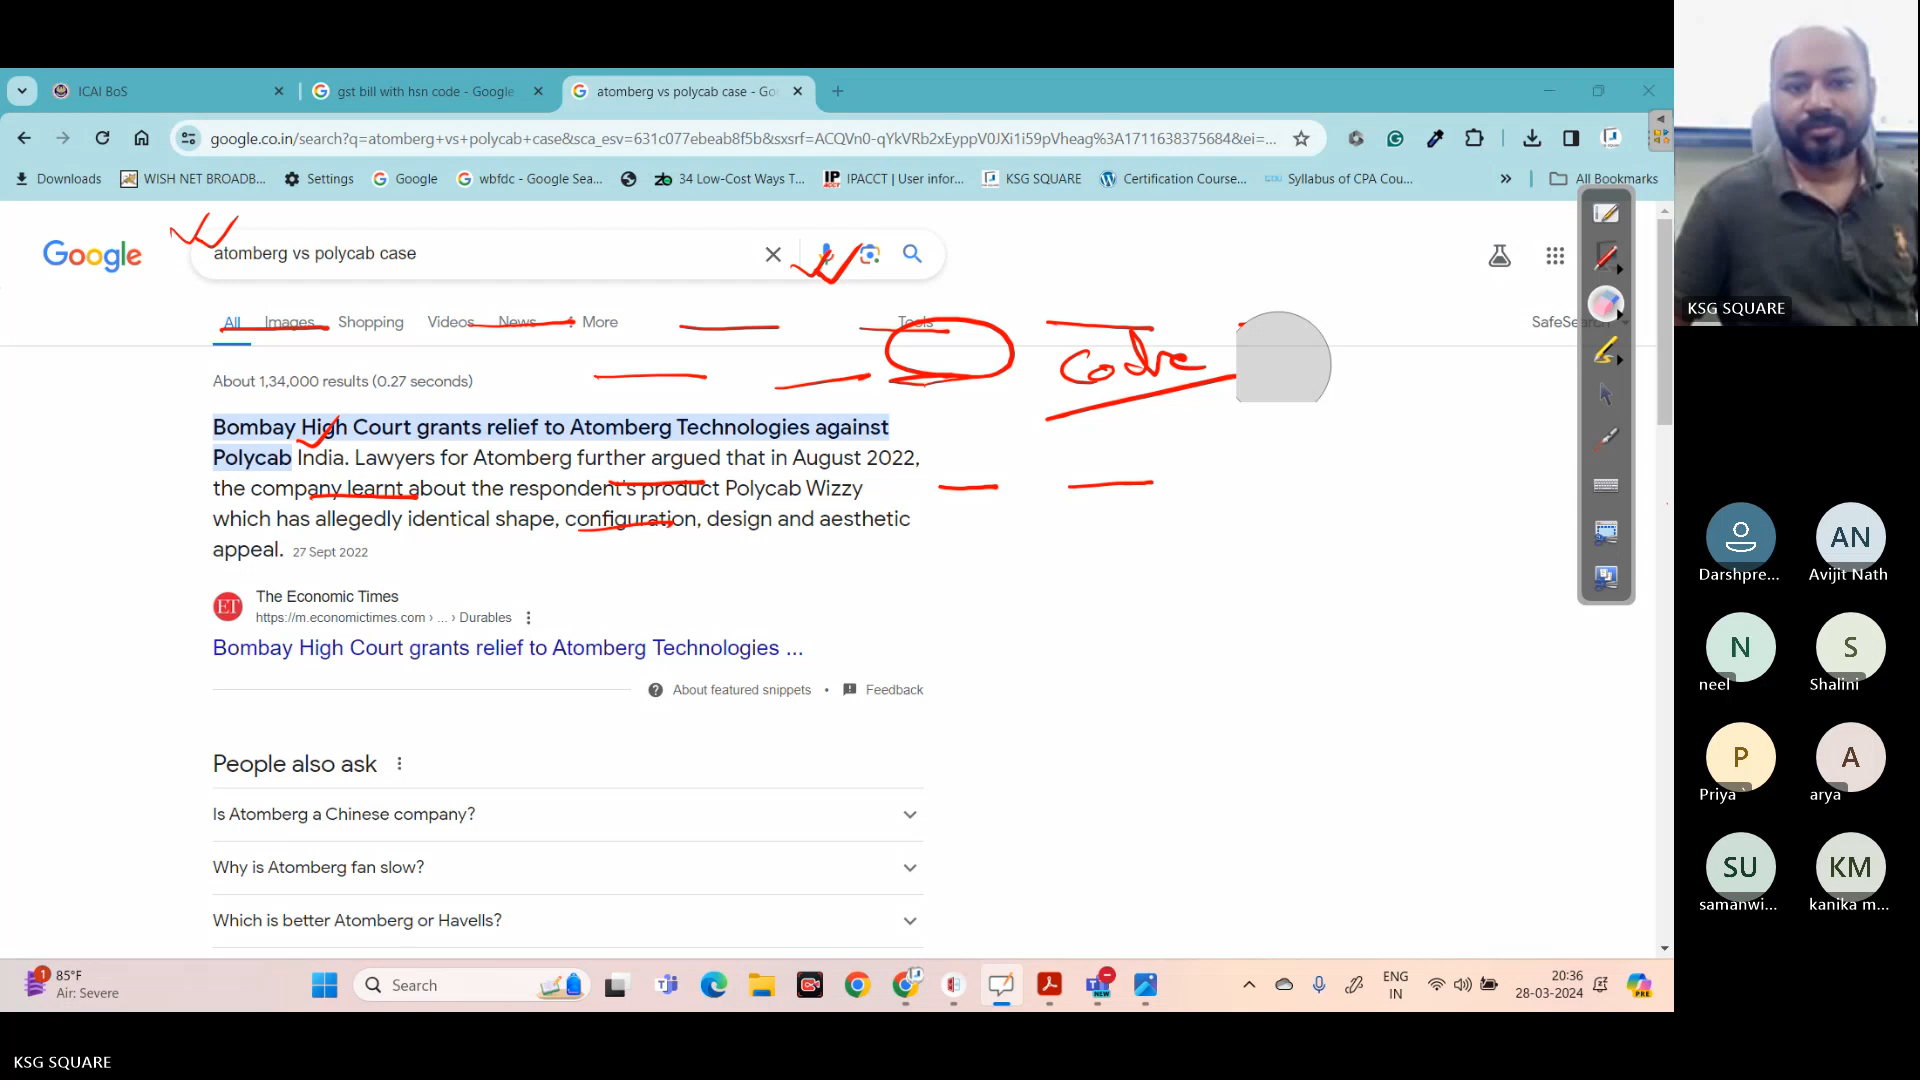 ICAI BoS
gst bill with hsn code - Google
atomberg vs polycab case - Go
google.co.in/search?q=atomberg+vs+polycab+case&sca_esv=631c077ebeab8f5b&sxsrf=ACQVn0-qYkVRb2xEyppV0JXi1i59pVheag%3A1711638375684&ei=...
Downloads
WISH NET BROADB...
Settings
Google
wbfdc - Google Sea...
34 Low-Cost Ways T...
IPACCT | User infor...
KSG SQUARE
Certification Course...
Syllabus of CPA Cou...
All Bookmarks
Google
atomberg vs polycab case
KSG SQUARE
All Images Shopping Videos News More Tools SafeSearch
Code
About 1,34,000 results (0.27 seconds)
Bombay High Court grants relief to Atomberg Technologies against
Polycab India. Lawyers for Atomberg further argued that in August 2022,
the company learnt about the respondent's product Polycab Wizzy
which has allegedly identical shape, configuration, design and aesthetic
appeal. 27 Sept 2022
ET
The Economic Times
https://m.economictimes.com › ... › Durables
Bombay High Court grants relief to Atomberg Technologies ...
About featured snippets • Feedback
People also ask
Is Atomberg a Chinese company?
Why is Atomberg fan slow?
Which is better Atomberg or Havells?
Darshpre...
AN
Avijit Nath
N
neel
S
Shalini
P
Priya
A
arya
SU
samanwi...
KM
kanika m...
1
85°F
Air: Severe
Search
NEW
ENG
IN
20:36
28-03-2024
PRE
KSG SQUARE